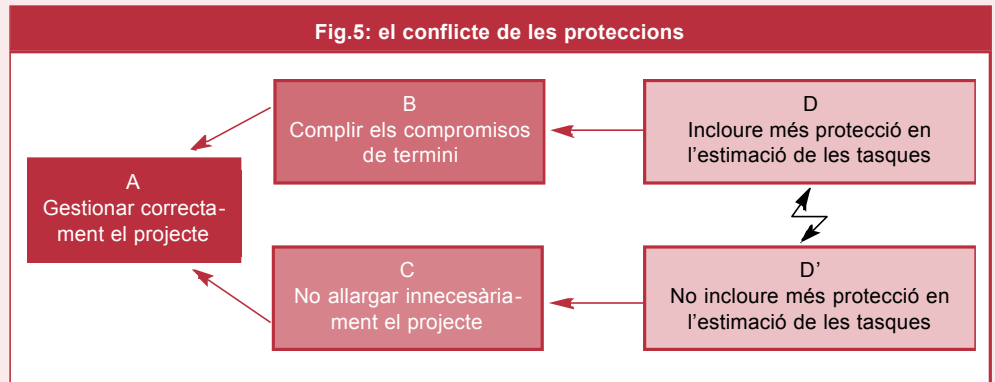 Fig.5: el conflicte de les proteccions
B
Complir els compromisos
de termini
D
Incloure més protecció en
l'estimació de les tasques
A
Gestionar correcta-
ment el projecte
C
No allargar innecesària-
ment el projecte
D'
No incloure més protecció en
l'estimació de les tasques